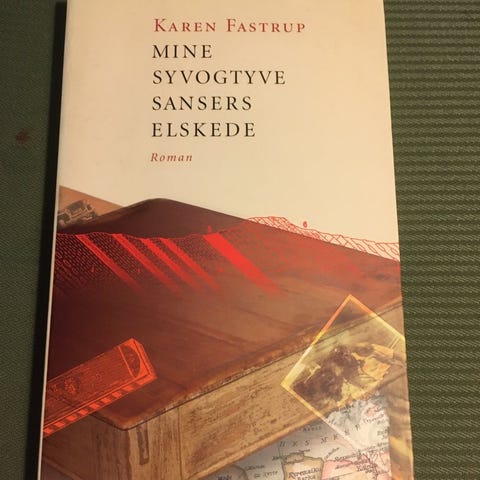 KAREN FASTRUP
MINE
SYVOGTYVE
SANSERS
ELSKEDE
Roman